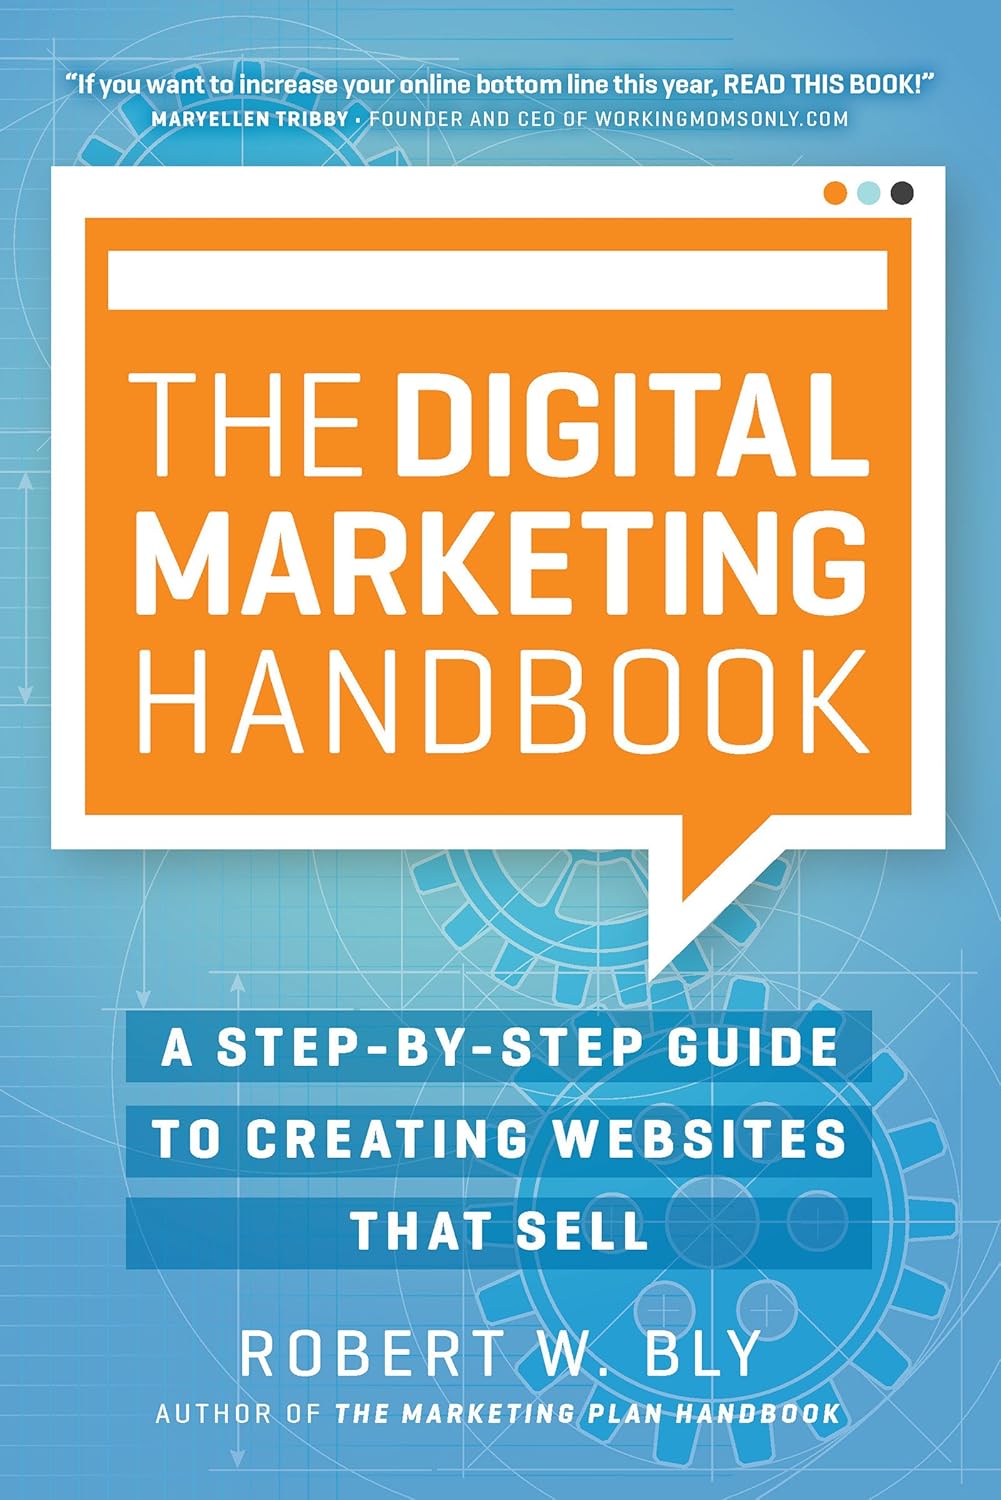 “If you want to increase your online bottom line this year, READ THIS BOOK!”
MARYELLEN TRIBBY • FOUNDER AND CEO OF WORKINGMOMSONLY.COM
THE DIGITAL
MARKETING
HANDBOOK
A STEP-BY-STEP GUIDE
TO CREATING WEBSITES
THAT SELL
ROBERT W. BLY
AUTHOR OF THE MARKETING PLAN HANDBOOK